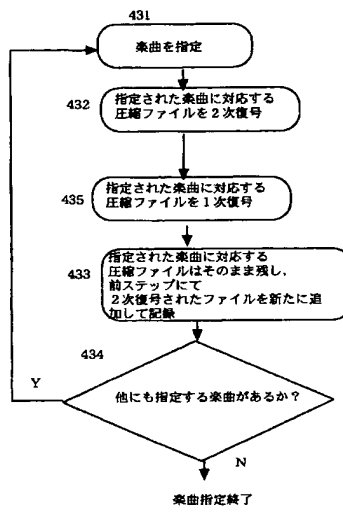 431
楽曲を指定
432
指定された楽曲に対応する
圧縮ファイルを2次復号
435
指定された楽曲に対応する
圧縮ファイルを1次復号
433
指定された楽曲に対応する
圧縮ファイルはそのまま残し、
前ステップにて
2次復号されたファイルを新たに追
加して記録
434
Y
他にも指定する楽曲があるか?
N
楽曲指定終了